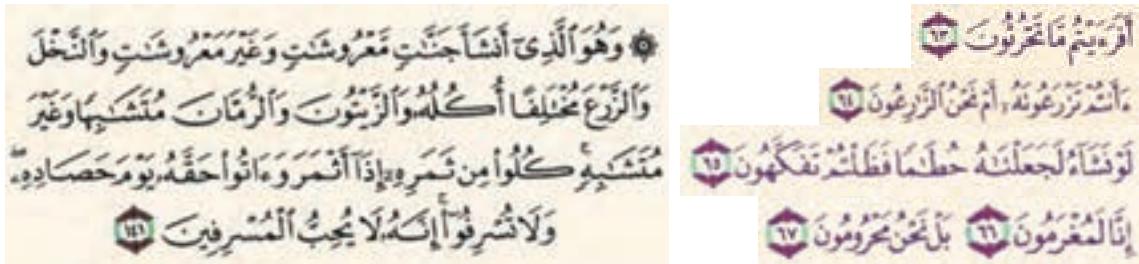 أَفَرَءَيْتُم مَّا تَحْرُثُونَ ٦٣
ءَأَنتُمْ تَزْرَعُونَهُۥٓ أَمْ نَحْنُ ٱلزَّٰرِعُونَ ٦٤
لَوْ نَشَآءُ لَجَعَلْنَٰهُ حُطَٰمًا فَظَلْتُمْ تَفَكَّهُونَ ٦٥
إِنَّا لَمُغْرَمُونَ ٦٦ بَلْ نَحْنُ مَحْرُومُونَ ٦٧
۞ وَهُوَ ٱلَّذِىٓ أَنشَأَ جَنَّٰتٍ مَّعْرُوشَٰتٍ وَغَيْرَ مَعْرُوشَٰتٍ وَٱلنَّخْلَ
وَٱلزَّرْعَ مُخْتَلِفًا أُكُلُهُۥ وَٱلزَّيْتُونَ وَٱلرُّمَّانَ مُتَشَٰبِهًا وَغَيْرَ
مُتَشَٰبِهٍ ۚ كُلُوا۟ مِن ثَمَرِهِۦٓ إِذَآ أَثْمَرَ وَءَاتُوا۟ حَقَّهُۥ يَوْمَ حَصَادِهِۦ ۖ
وَلَا تُسْرِفُوٓا۟ ۚ إِنَّهُۥ لَا يُحِبُّ ٱلْمُسْرِفِينَ ١٤١